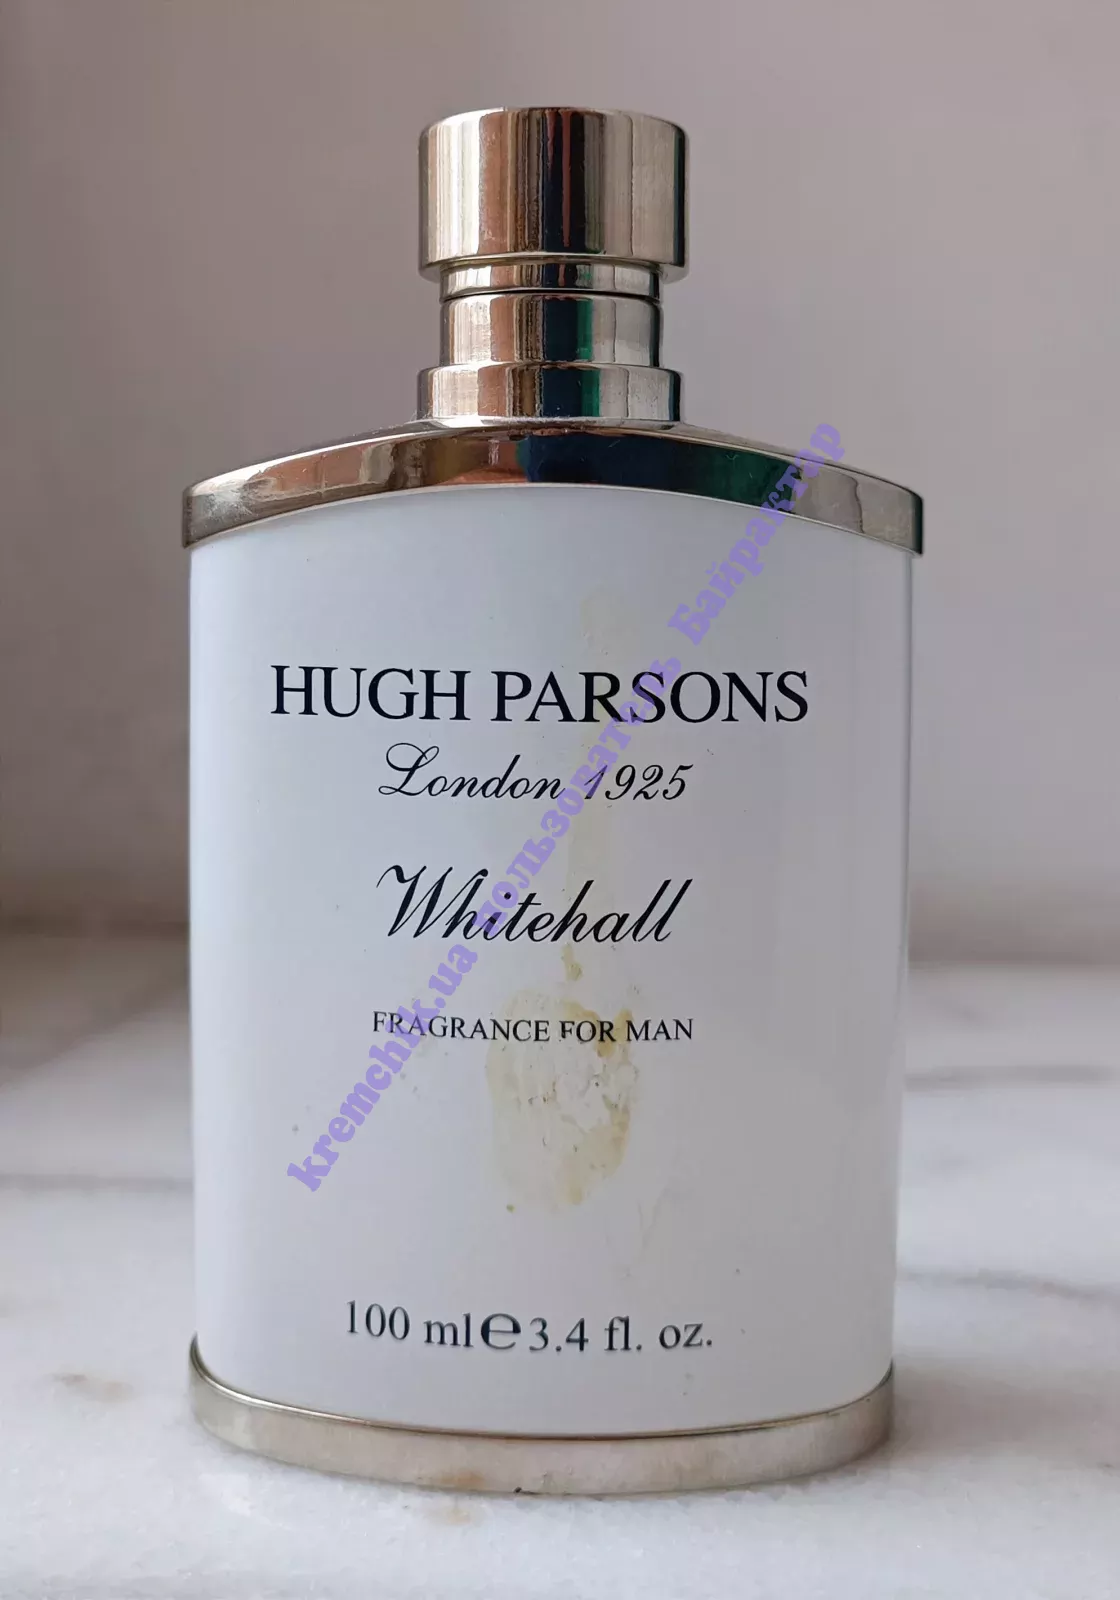 HUGH PARSONS
London 1925
Whitehall
FRAGRANCE FOR MAN
100 ml ℮ 3.4 fl. oz.
kremchik.ua пользователь Байрактар